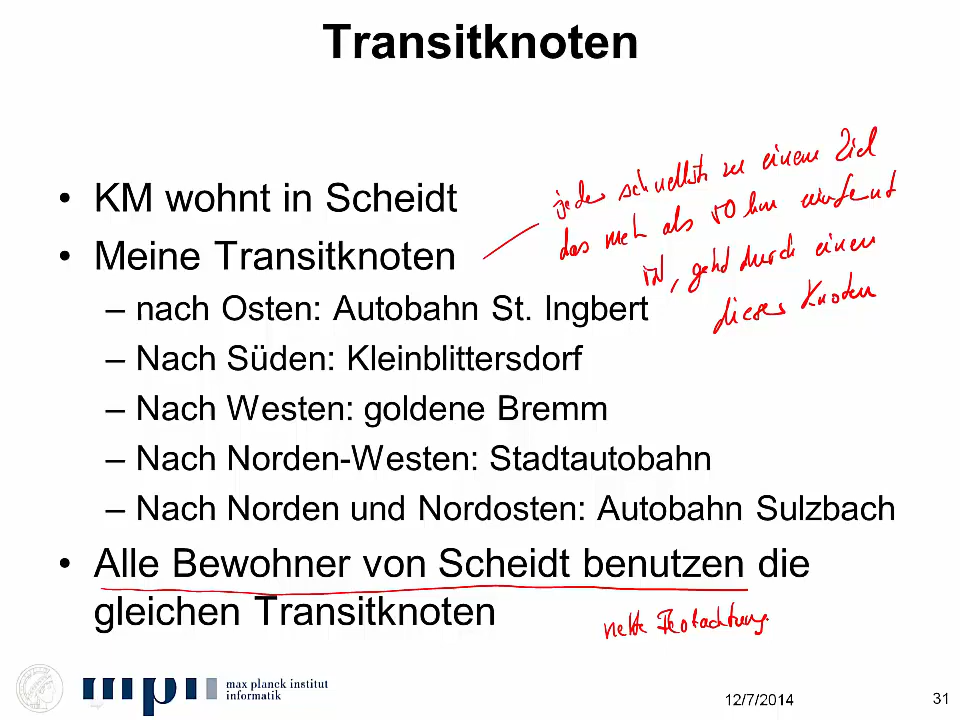 Transitknoten
• KM wohnt in Scheidt
• Meine Transitknoten
jeder schnellste zu einem Ziel
das mehr als 50 km entfernt
ist, geht durch einen
dieser Knoten
– nach Osten: Autobahn St. Ingbert
– Nach Süden: Kleinblittersdorf
– Nach Westen: goldene Bremm
– Nach Norden-Westen: Stadtautobahn
– Nach Norden und Nordosten: Autobahn Sulzbach
• Alle Bewohner von Scheidt benutzen die
gleichen Transitknoten
nette Beobachtung
mpii max planck institut
informatik
12/7/2014
31